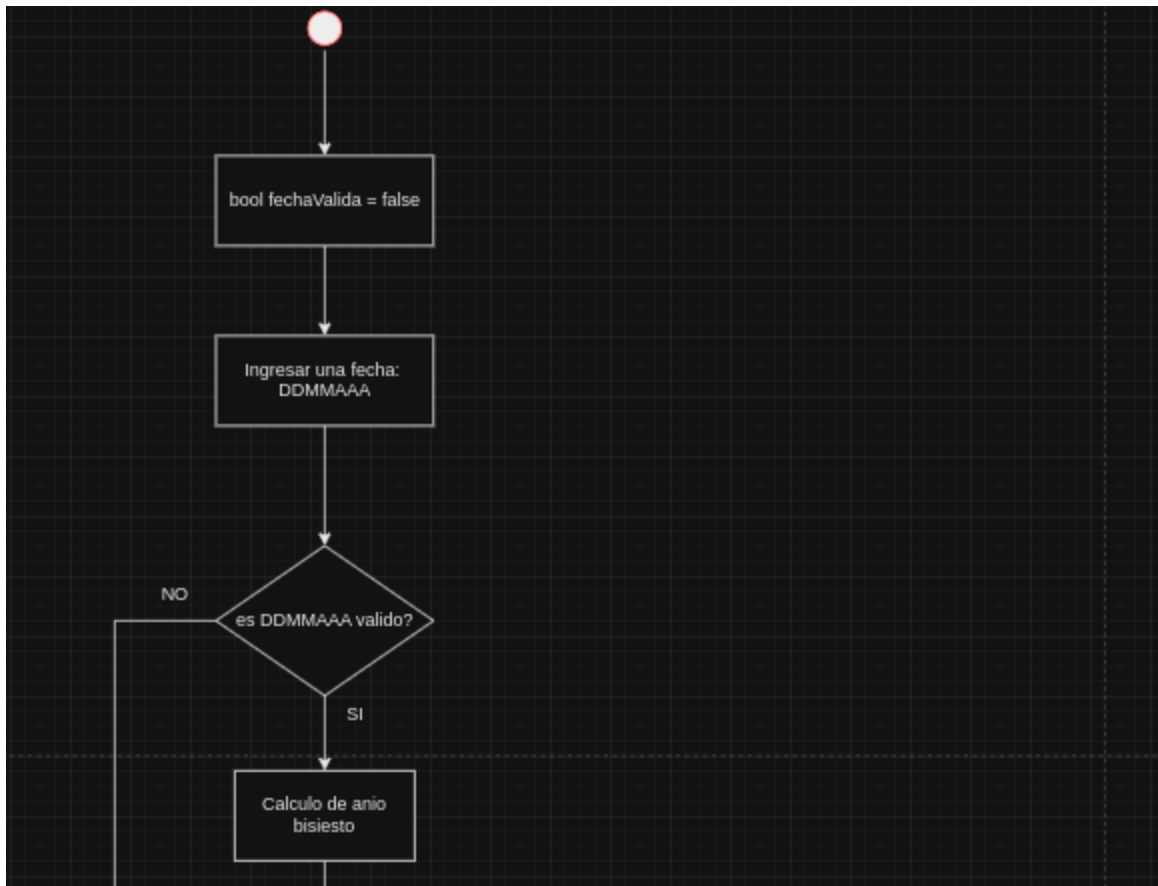 bool fechaValida = false
Ingresar una fecha:
DDMMAAA
NO
es DDMMAAA valido?
SI
Calculo de anio
bisiesto